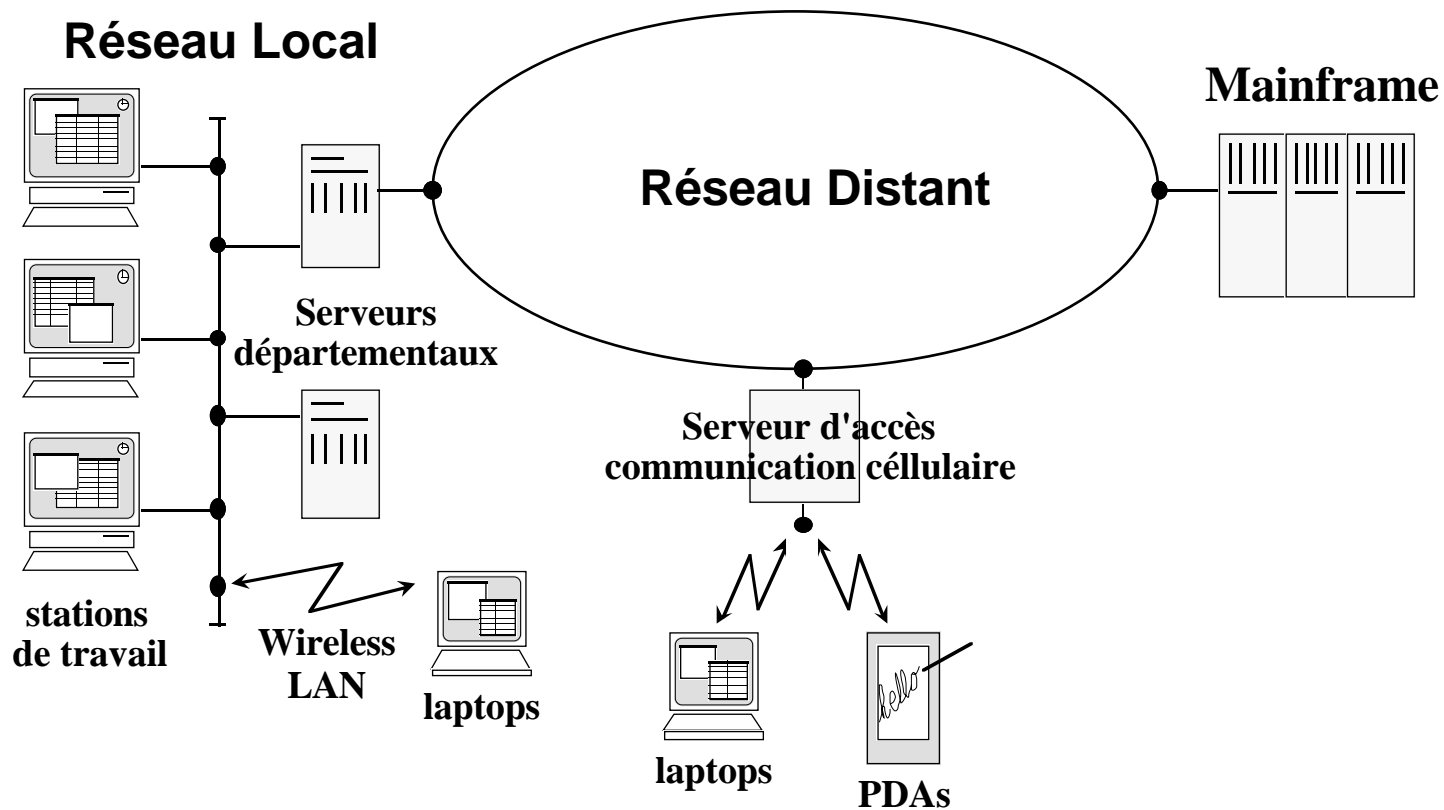 Réseau Local
Mainframe
Réseau Distant
Serveurs
départementaux
Serveur d'accès
communication céllulaire
stations
de travail
Wireless
LAN
laptops
hello
laptops
PDAs